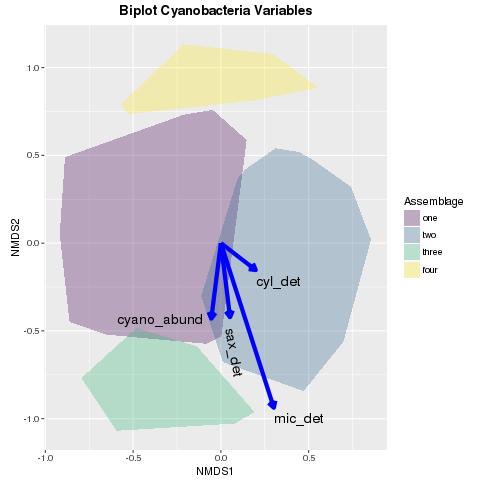 Biplot Cyanobacteria Variables
1.0
0.5
0.0
-0.5
-1.0
NMDS2
cyl_det
cyano_abund
sax_det
mic_det
-1.0
-0.5
0.0
0.5
NMDS1
Assemblage
one
two
three
four